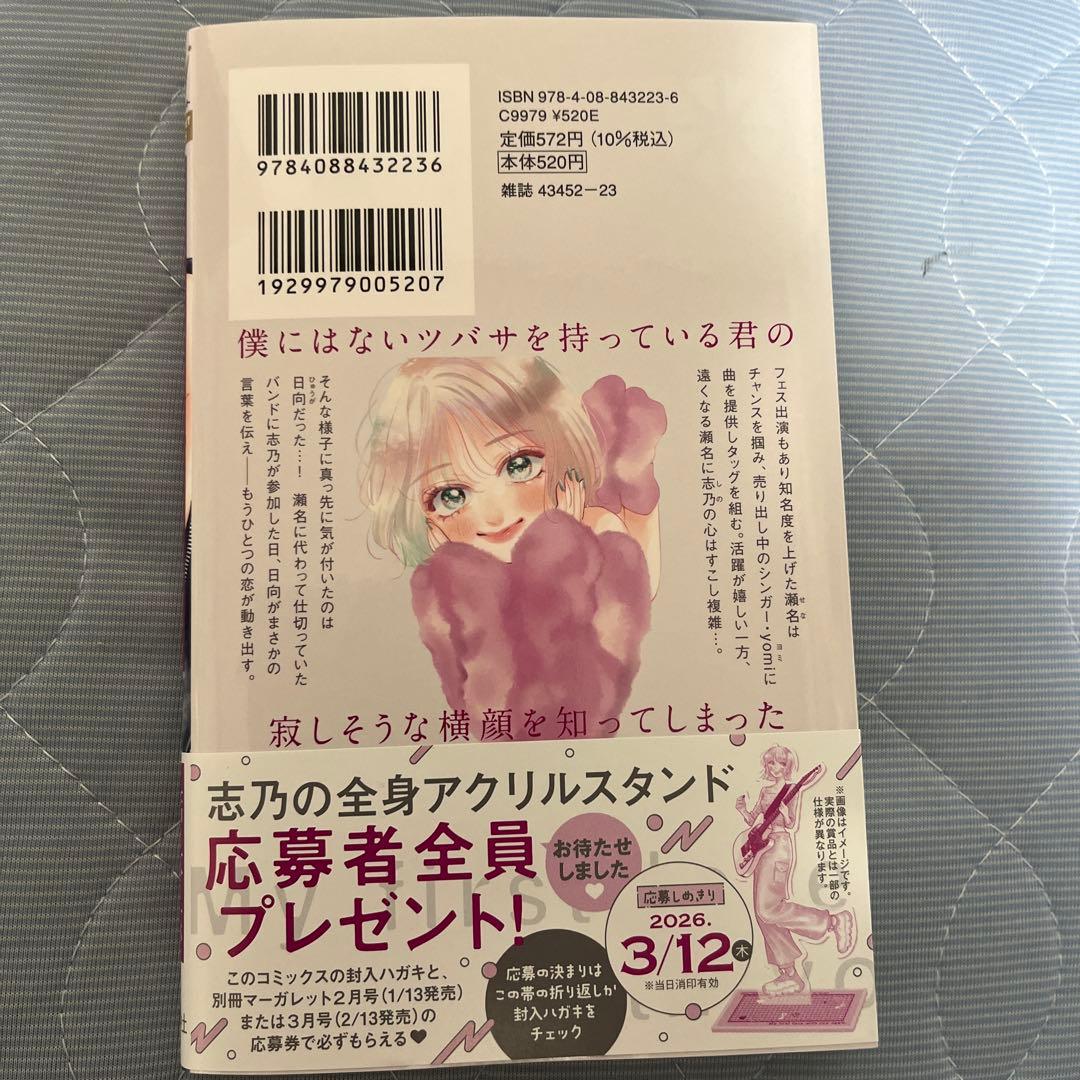 9784088432236
1929979005207
ISBN 978-4-08-843223-6
C9979 ¥520E
定価572円(10%税込)
本体520円
雑誌 43452-23
僕にはないツバサを持っている君の
フェス出演もあり知名度を上げた瀬名は
せな
チャンスを掴み、売り出し中のシンガー・yomiに
ヨミ
曲を提供しタッグを組む。活躍が嬉しい一方、
遠くなる瀬名に志乃の心はすこし複雑…。
しの
そんな様子に真っ先に気が付いたのは
日向だった…! 瀬名に代わって仕切っていた
ひゅうが
バンドに志乃が参加した日、日向がまさかの
言葉を伝え――もうひとつの恋が動き出す。
寂しそうな横顔を知ってしまった
志乃の全身アクリルスタンド
応募者全員
プレゼント!
お待たせ
しました
このコミックスの封入ハガキと、
別冊マーガレット2月号(1/13発売)
または3月号(2/13発売)の
応募券で必ずもらえる♥
応募の決まりは
この帯の折り返しか
封入ハガキを
チェック
応募しめきり
2026.
3/12木
※当日消印有効
※画像はイメージです。
実際の賞品とは一部の
仕様が異なります。
My first
社